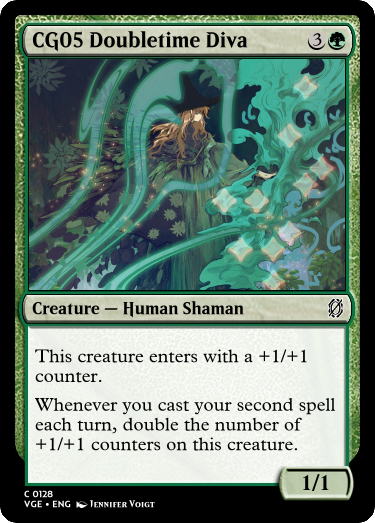 CG05 Doubletime Diva 3
Creature — Human Shaman
This creature enters with a +1/+1
counter.
Whenever you cast your second spell
each turn, double the number of
+1/+1 counters on this creature.
1/1
C 0128
VGE • ENG Jennifer Voigt